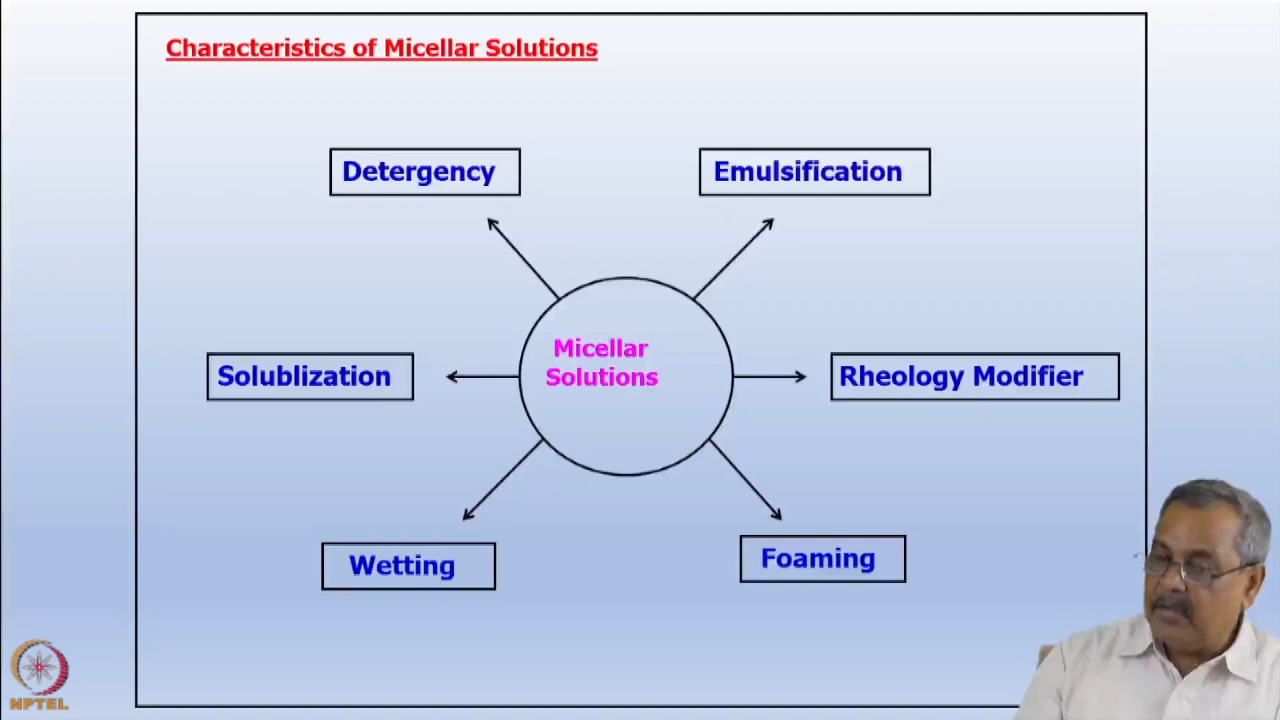 Characteristics of Micellar Solutions
Detergency
Emulsification
Micellar
Solutions
Solublization
Rheology Modifier
Wetting
Foaming
NPTEL